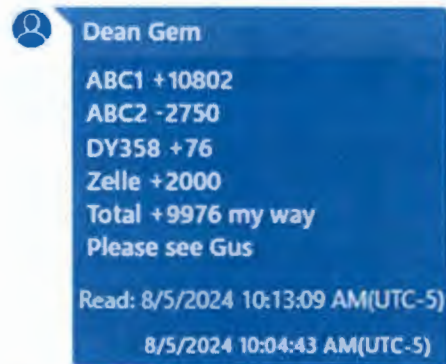 Dean Gem
ABC1 +10802
ABC2 -2750
DY358 +76
Zelle +2000
Total +9976 my way
Please see Gus
Read: 8/5/2024 10:13:09 AM(UTC-5)
8/5/2024 10:04:43 AM(UTC-5)